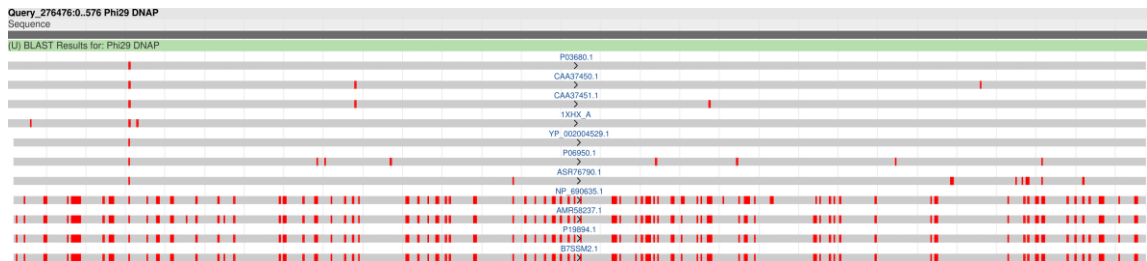 Query_276476:0..576 Phi29 DNAP
Sequence
(U) BLAST Results for: Phi29 DNAP
P03680.1
CAA37450.1
CAA37451.1
1XHX_A
YP_002004529.1
P06950.1
ASR76790.1
NP_690635.1
AMR58237.1
P19894.1
B7SSM2.1